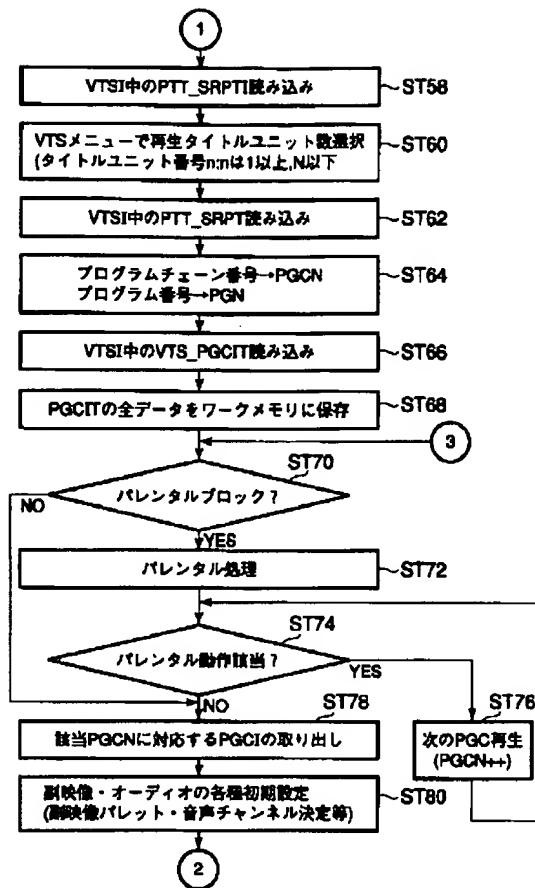 1
VTSI中のPTT_SRPTI読み込み
ST58
VTSメニューで再生タイトルユニット数選択
(タイトルユニット番号n:nは1以上,N以下
ST60
VTSI中のPTT_SRPT読み込み
ST62
プログラムチェーン番号→PGCN
プログラム番号→PGN
ST64
VTSI中のVTS_PGCIT読み込み
ST66
PGCITの全データをワークメモリに保存
ST68
3
ST70
パレンタルブロック?
NO
YES
パレンタル処理
ST72
ST74
パレンタル動作該当?
YES
NO
ST78
ST76
該当PGCNに対応するPGCIの取り出し
次のPGC再生
(PGCN++)
副映像・オーディオの各種初期設定
(副映像パレット・音声チャンネル決定等)
ST80
2